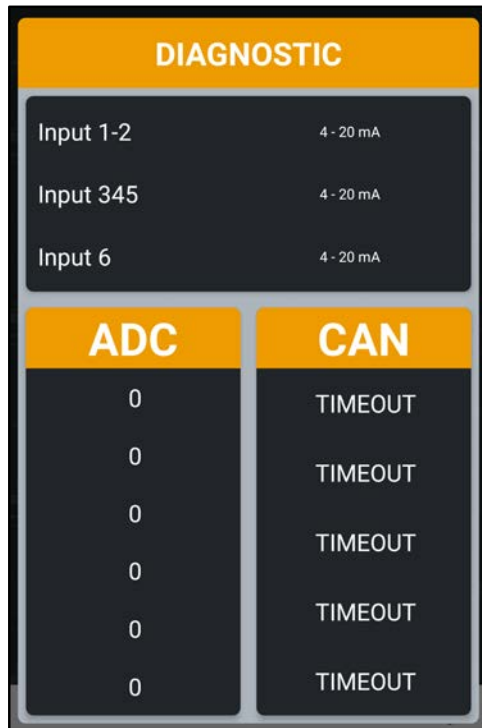 DIAGNOSTIC
Input 1-2 4 - 20 mA
Input 345 4 - 20 mA
Input 6 4 - 20 mA
ADC
0
0
0
0
0
0
CAN
TIMEOUT
TIMEOUT
TIMEOUT
TIMEOUT
TIMEOUT